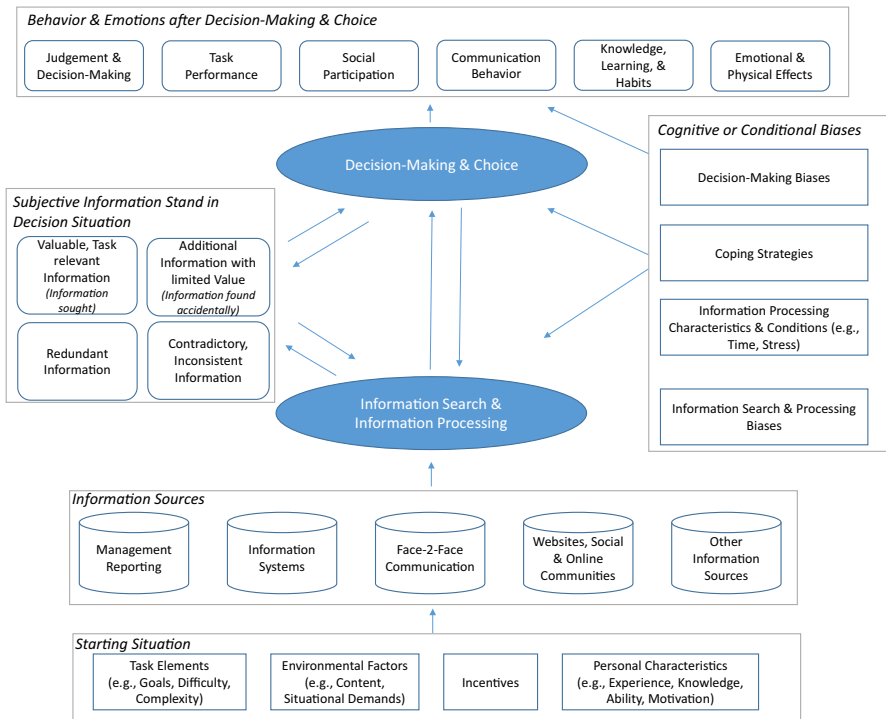 Behavior & Emotions after Decision-Making & Choice
Judgement &
Decision-Making
Task
Performance
Social
Participation
Communication
Behavior
Knowledge,
Learning, &
Habits
Emotional &
Physical Effects
Decision-Making & Choice
Cognitive or Conditional Biases
Decision-Making Biases
Coping Strategies
Information Processing
Characteristics & Conditions (e.g.,
Time, Stress)
Information Search & Processing
Biases
Subjective Information Stand in
Decision Situation
Valuable, Task
relevant
Information
(Information
sought)
Additional
Information with
limited Value
(Information found
accidentally)
Redundant
Information
Contradictory,
Inconsistent
Information
Information Search &
Information Processing
Information Sources
Management
Reporting
Information
Systems
Face-2-Face
Communication
Websites, Social
& Online
Communities
Other
Information
Sources
Starting Situation
Task Elements
(e.g., Goals, Difficulty,
Complexity)
Environmental Factors
(e.g., Content,
Situational Demands)
Incentives
Personal Characteristics
(e.g., Experience, Knowledge,
Ability, Motivation)